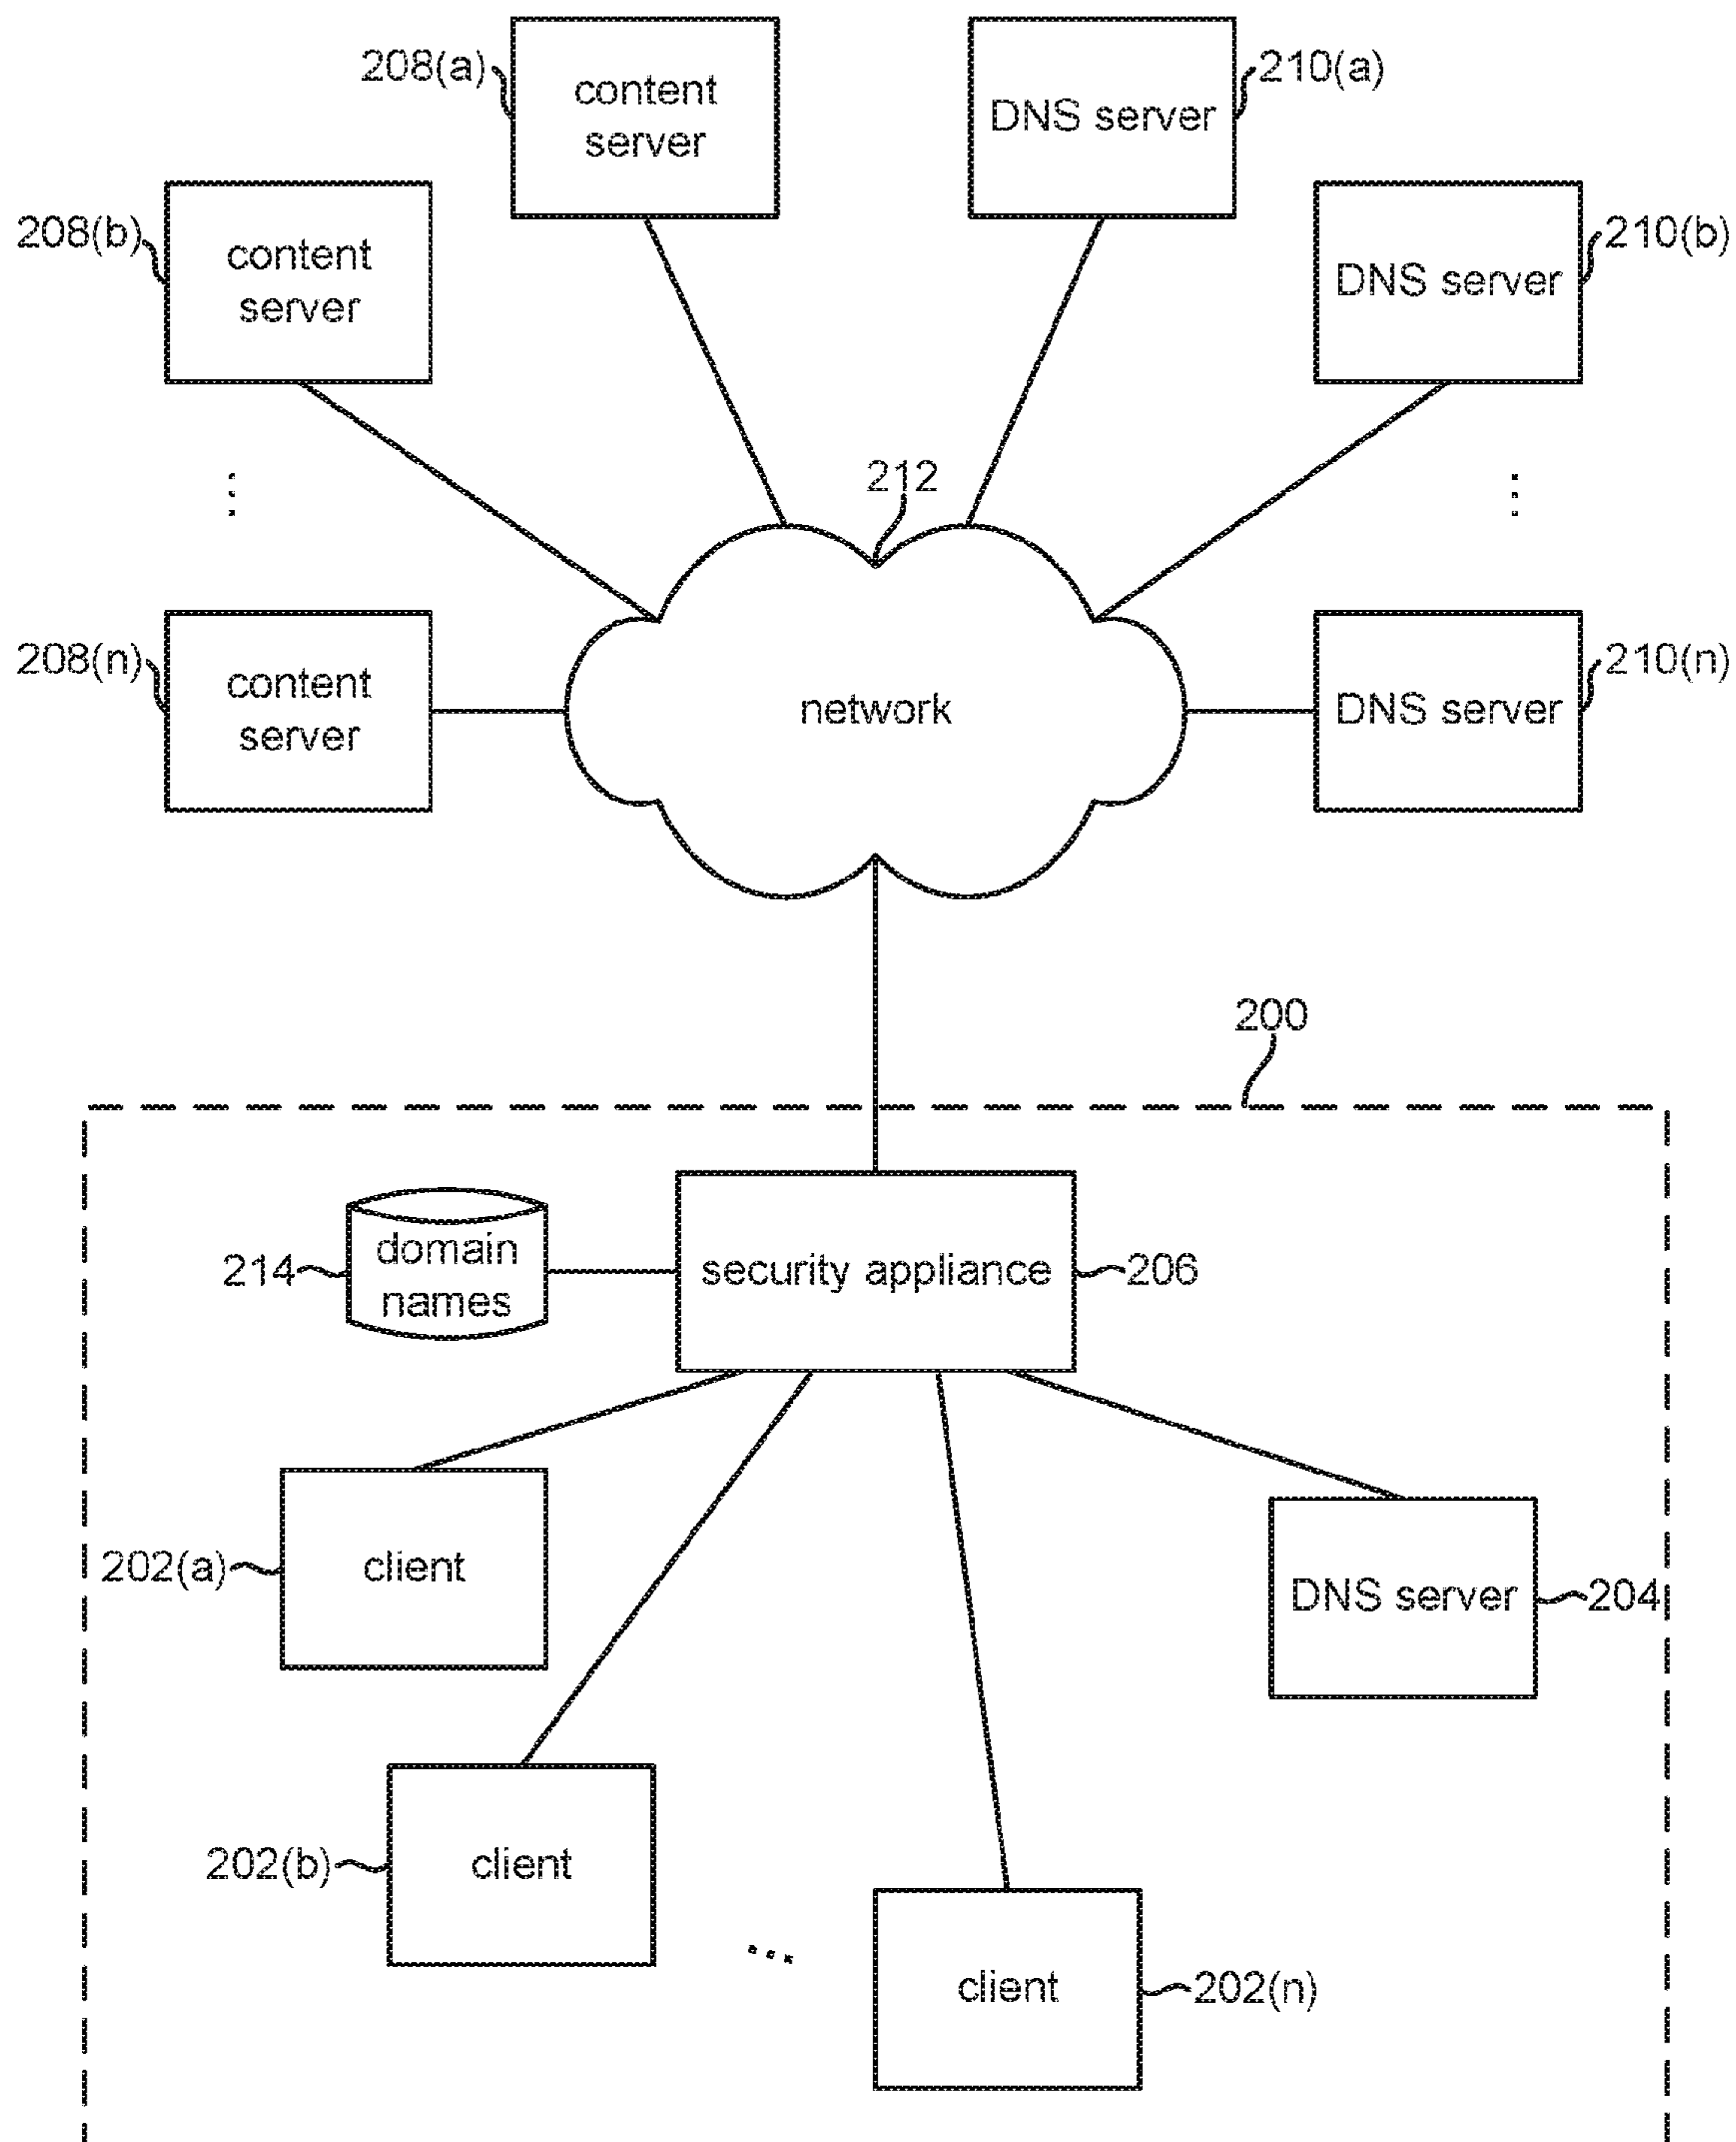 208(a)
content
server
DNS server
210(a)
208(b)
content
server
DNS server
210(b)
...
212
...
208(n)
content
server
network
DNS server
210(n)
200
214
domain
names
security appliance
206
202(a)
client
DNS server
204
202(b)
client
...
client
202(n)